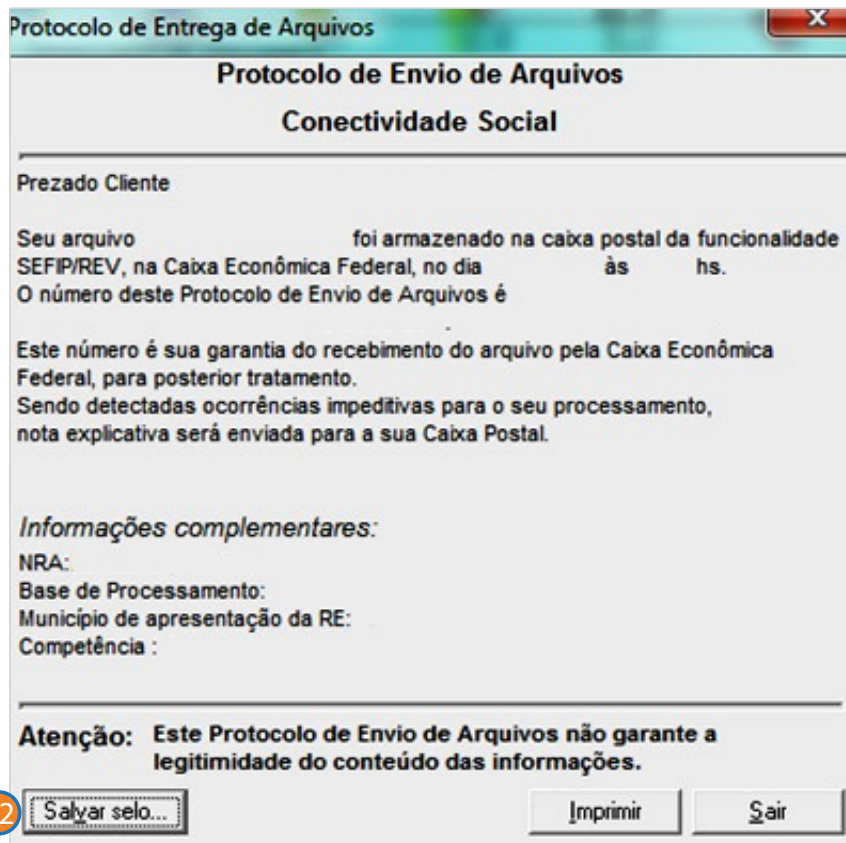 Protocolo de Entrega de Arquivos
X
Protocolo de Envio de Arquivos
Conectividade Social
Prezado Cliente
Seu arquivo foi armazenado na caixa postal da funcionalidade
SEFIP/REV, na Caixa Econômica Federal, no dia às hs.
O número deste Protocolo de Envio de Arquivos é
.
Este número é sua garantia do recebimento do arquivo pela Caixa Econômica
Federal, para posterior tratamento.
Sendo detectadas ocorrências impeditivas para o seu processamento,
nota explicativa será enviada para a sua Caixa Postal.
Informações complementares:
NRA:
Base de Processamento:
Município de apresentação da RE:
Competência :
Atenção: Este Protocolo de Envio de Arquivos não garante a
legitimidade do conteúdo das informações.
2 Salvar selo... Imprimir Sair